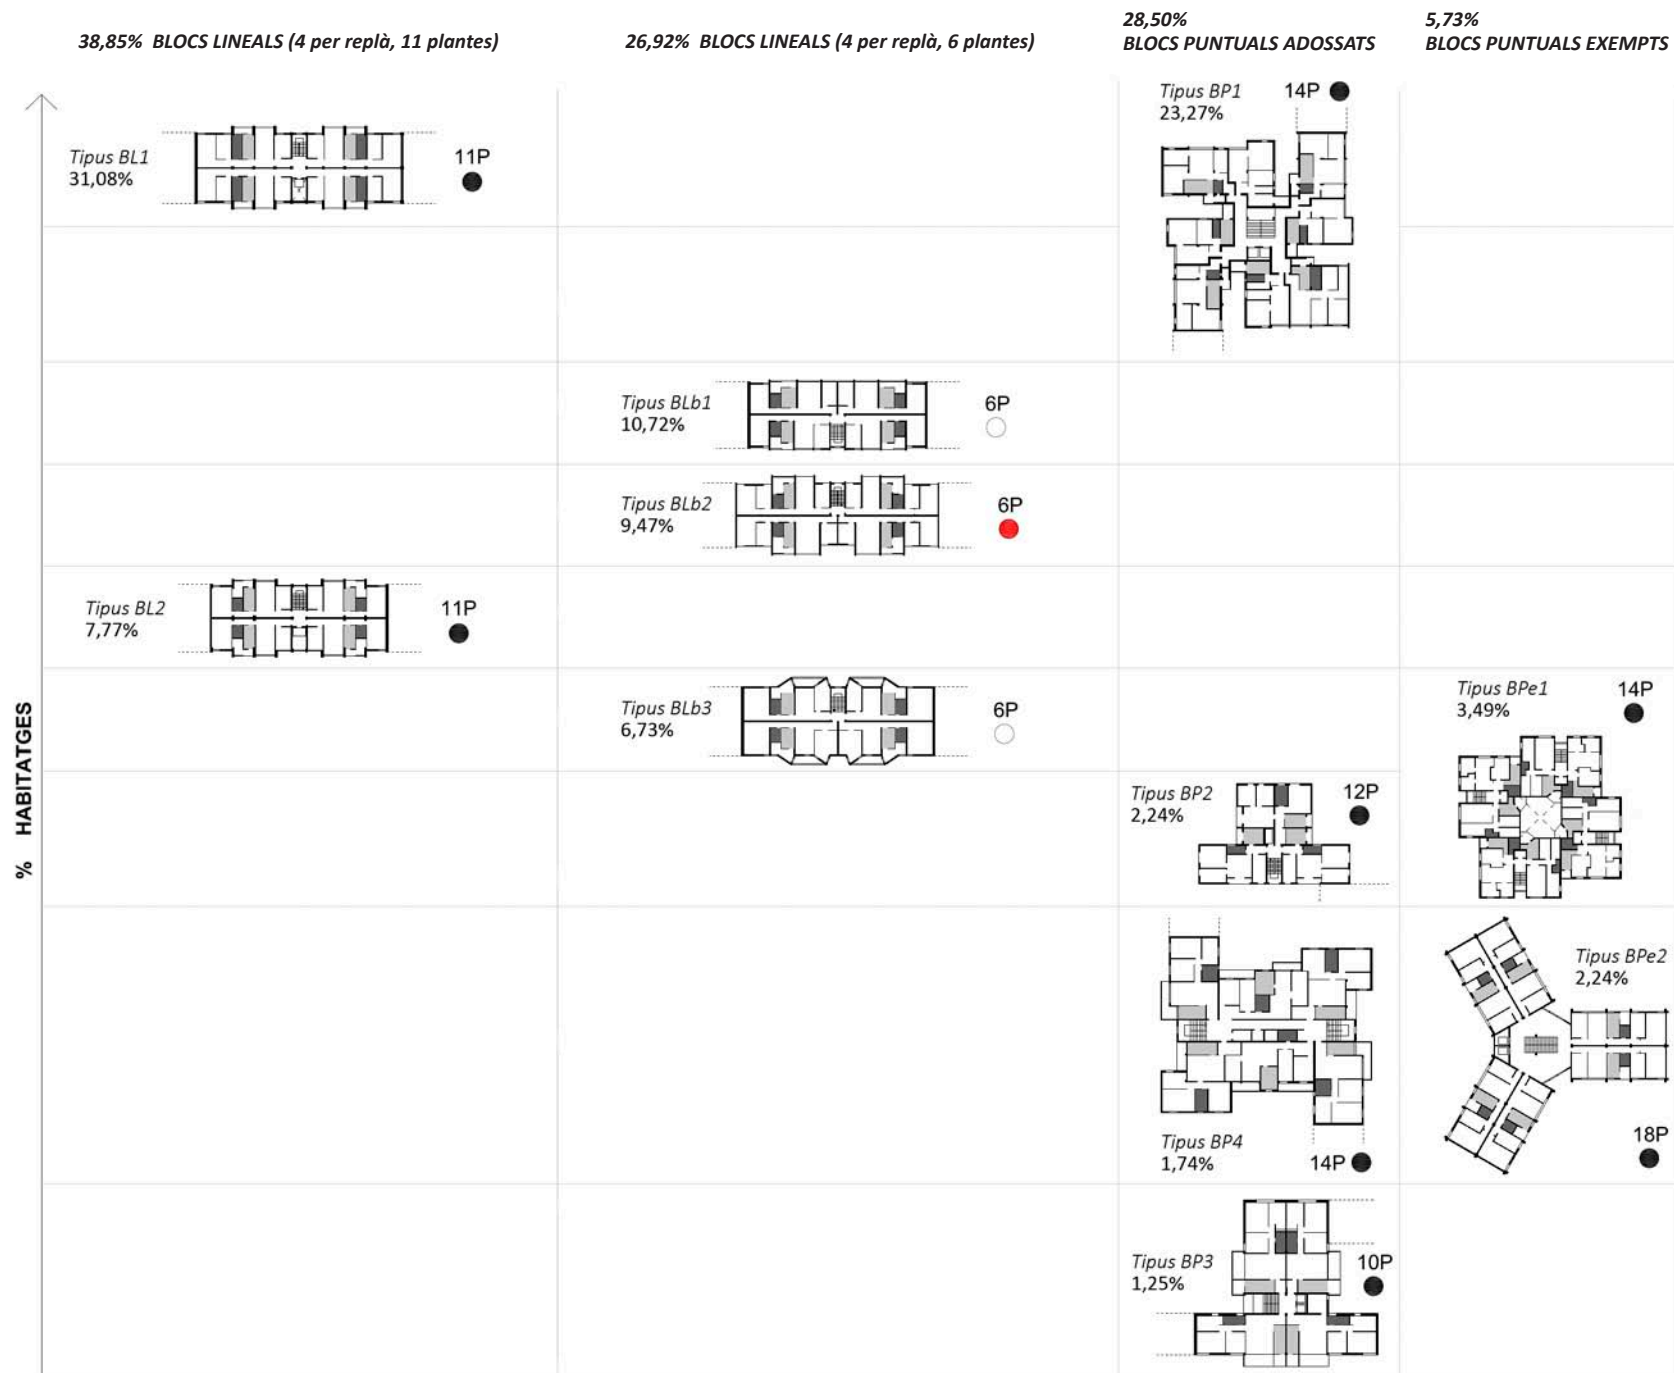 38,85% BLOCS LINEALS (4 per replà, 11 plantes)
26,92% BLOCS LINEALS (4 per replà, 6 plantes)
28,50%
BLOCS PUNTUALS ADOSSATS
5,73%
BLOCS PUNTUALS EXEMPTS
Tipus BP1
23,27%
14P
Tipus BL1
31,08%
11P
Tipus BLb1
10,72%
6P
Tipus BLb2
9,47%
6P
Tipus BL2
7,77%
11P
Tipus BLb3
6,73%
6P
Tipus BPe1
3,49%
14P
Tipus BP2
2,24%
12P
Tipus BPe2
2,24%
18P
Tipus BP4
1,74%
14P
Tipus BP3
1,25%
10P
% HABITATGES